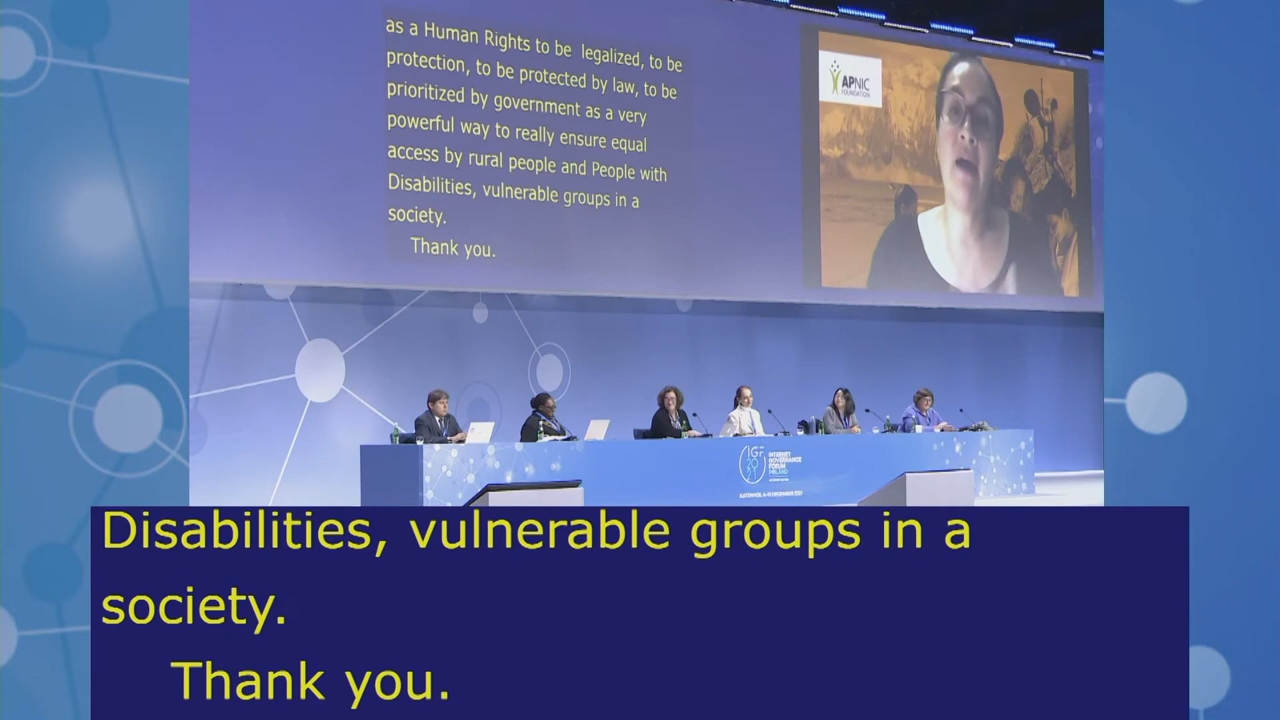 as a Human Rights to be legalized, to be
protection, to be protected by law, to be
prioritized by government as a very
powerful way to really ensure equal
access by rural people and People with
Disabilities, vulnerable groups in a
society.
Thank you.
APNIC
FOUNDATION
IGF
INTERNET
GOVERNANCE
FORUM
Disabilities, vulnerable groups in a
society.
Thank you.